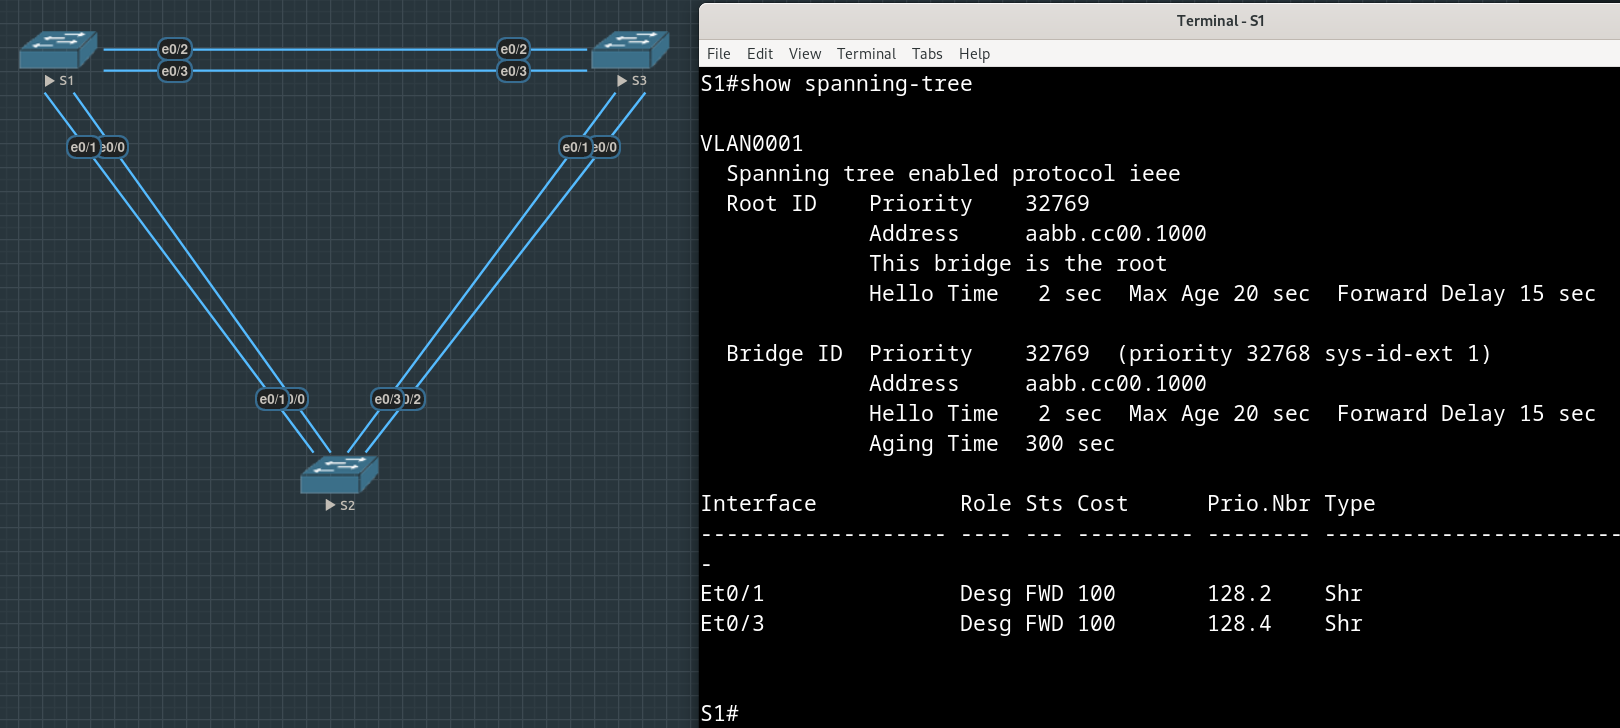 e0/2
e0/2
e0/3
e0/3
S1
S3
e0/1
e0/0
e0/1
e0/0
e0/1
0/0
e0/3
0/2
S2
Terminal - S1
File Edit View Terminal Tabs Help
S1#show spanning-tree
VLAN0001
Spanning tree enabled protocol ieee
Root ID Priority 32769
Address aabb.cc00.1000
This bridge is the root
Hello Time 2 sec Max Age 20 sec Forward Delay 15 sec
Bridge ID Priority 32769 (priority 32768 sys-id-ext 1)
Address aabb.cc00.1000
Hello Time 2 sec Max Age 20 sec Forward Delay 15 sec
Aging Time 300 sec
Interface Role Sts Cost Prio.Nbr Type
------------------- ---- --- --------- -------- -----------------------
-
Et0/1 Desg FWD 100 128.2 Shr
Et0/3 Desg FWD 100 128.4 Shr
S1#